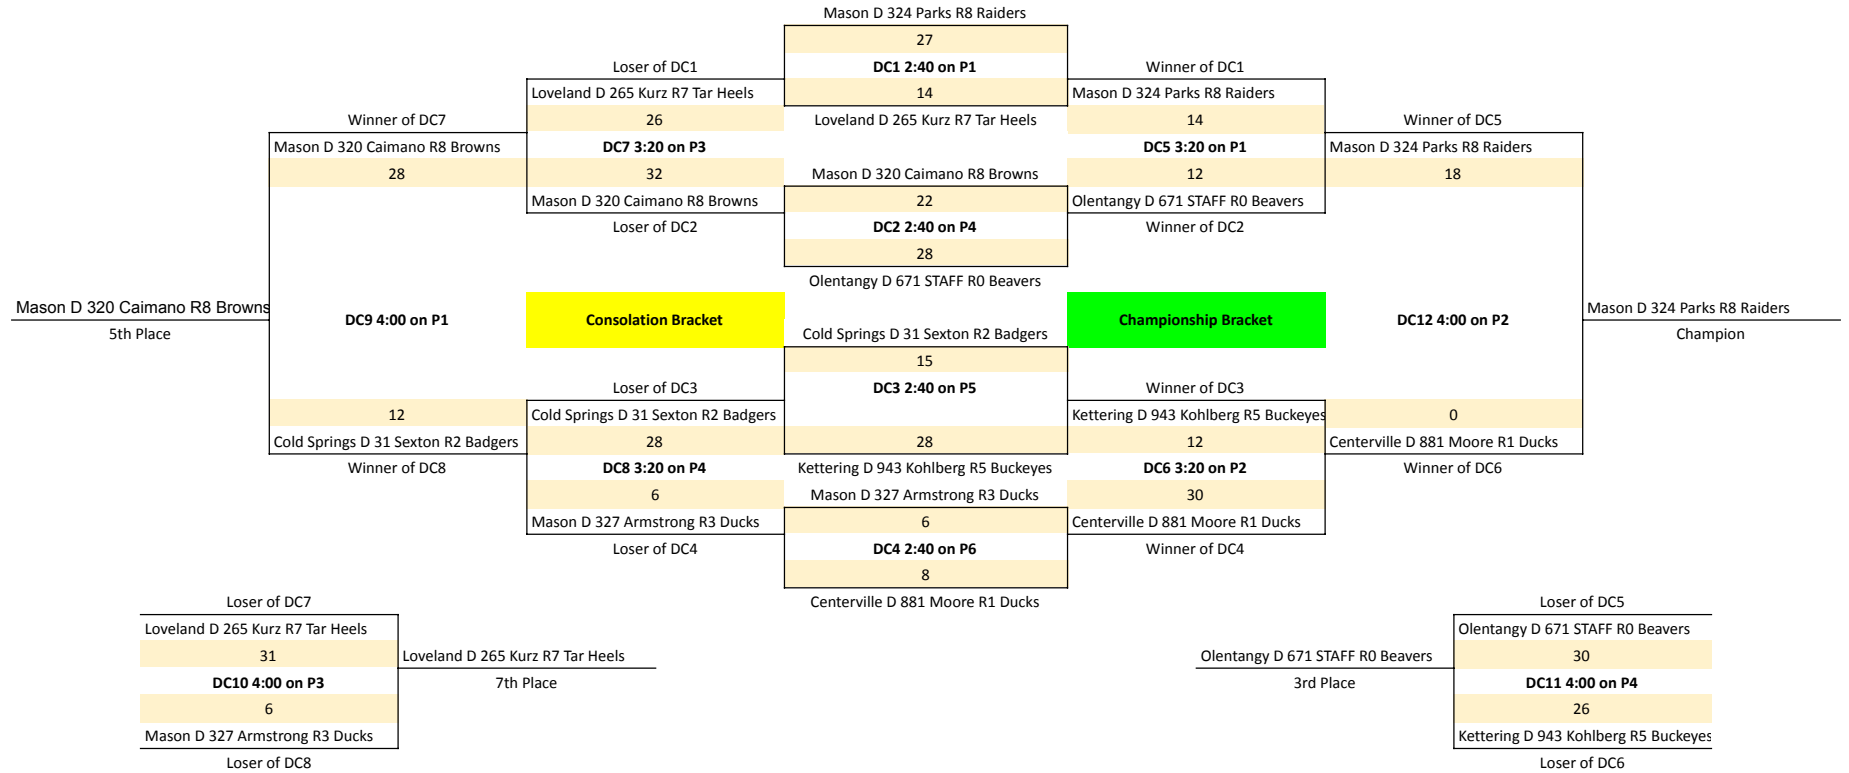 Mason D 324 Parks R8 Raiders
27
Loser of DC1
DC1 2:40 on P1
Winner of DC1
Loveland D 265 Kurz R7 Tar Heels
14
Mason D 324 Parks R8 Raiders
Winner of DC7
26
Loveland D 265 Kurz R7 Tar Heels
14
Winner of DC5
Mason D 320 Caimano R8 Browns
DC7 3:20 on P3
DC5 3:20 on P1
Mason D 324 Parks R8 Raiders
28
32
Mason D 320 Caimano R8 Browns
12
18
Mason D 320 Caimano R8 Browns
22
Olentangy D 671 STAFF R0 Beavers
Loser of DC2
DC2 2:40 on P4
Winner of DC2
28
Olentangy D 671 STAFF R0 Beavers
Mason D 320 Caimano R8 Browns
5th Place
DC9 4:00 on P1
Consolation Bracket
Championship Bracket
DC12 4:00 on P2
Mason D 324 Parks R8 Raiders
Champion
Cold Springs D 31 Sexton R2 Badgers
15
Loser of DC3
DC3 2:40 on P5
Winner of DC3
12
Cold Springs D 31 Sexton R2 Badgers
Kettering D 943 Kohlberg R5 Buckeyes
0
Cold Springs D 31 Sexton R2 Badgers
28
28
12
Centerville D 881 Moore R1 Ducks
Winner of DC8
DC8 3:20 on P4
Kettering D 943 Kohlberg R5 Buckeyes
DC6 3:20 on P2
Winner of DC6
6
Mason D 327 Armstrong R3 Ducks
30
Mason D 327 Armstrong R3 Ducks
6
Centerville D 881 Moore R1 Ducks
Loser of DC4
DC4 2:40 on P6
Winner of DC4
8
Centerville D 881 Moore R1 Ducks
Loser of DC7
Loveland D 265 Kurz R7 Tar Heels
31
Loveland D 265 Kurz R7 Tar Heels
DC10 4:00 on P3
7th Place
6
Mason D 327 Armstrong R3 Ducks
Loser of DC8
Loser of DC5
Olentangy D 671 STAFF R0 Beavers
Olentangy D 671 STAFF R0 Beavers
30
3rd Place
DC11 4:00 on P4
26
Kettering D 943 Kohlberg R5 Buckeyes
Loser of DC6